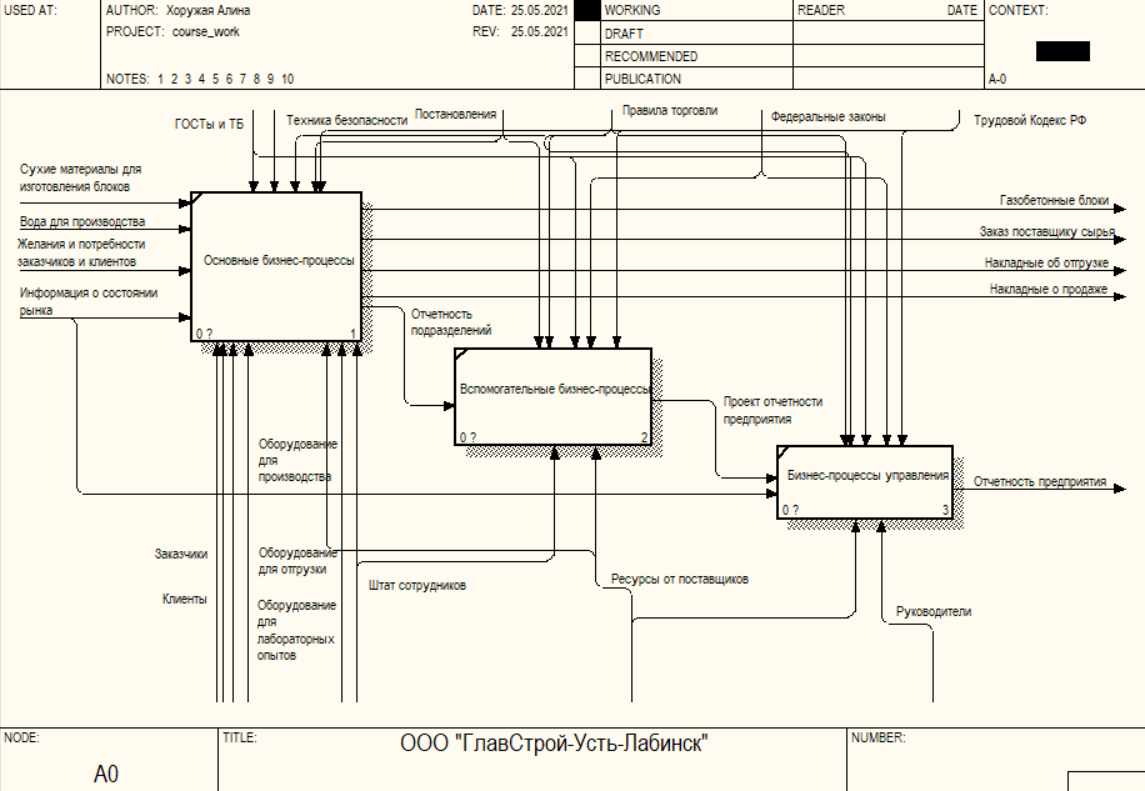 USED AT:
AUTHOR: Хоружая Алина
DATE: 25.05.2021
WORKING
READER
DATE
CONTEXT:
PROJECT: course_work
REV: 25.05.2021
DRAFT
RECOMMENDED
NOTES: 1 2 3 4 5 6 7 8 9 10
PUBLICATION
A-0
ГОСТы и ТБ
Техника безопасности
Постановления
Правила торговли
Федеральные законы
Трудовой Кодекс РФ
Сухие материалы для
изготовления блоков
Вода для производства
Желания и потребности
заказчиков и клиентов
Информация о состоянии
рынка
Основные бизнес-процессы
0 ?
1
Газобетонные блоки
Заказ поставщику сырья
Накладные об отгрузке
Накладные о продаже
Отчетность
подразделений
Вспомогательные бизнес-процессы
0 ?
2
Проект отчетности
предприятия
Бизнес-процессы управления
0 ?
3
Отчетность предприятия
Оборудование
для
производства
Заказчики
Оборудование
для отгрузки
Клиенты
Оборудование
для
лабораторных
опытов
Штат сотрудников
Ресурсы от поставщиков
Руководители
NODE:
A0
TITLE:
ООО "ГлавСтрой-Усть-Лабинск"
NUMBER: